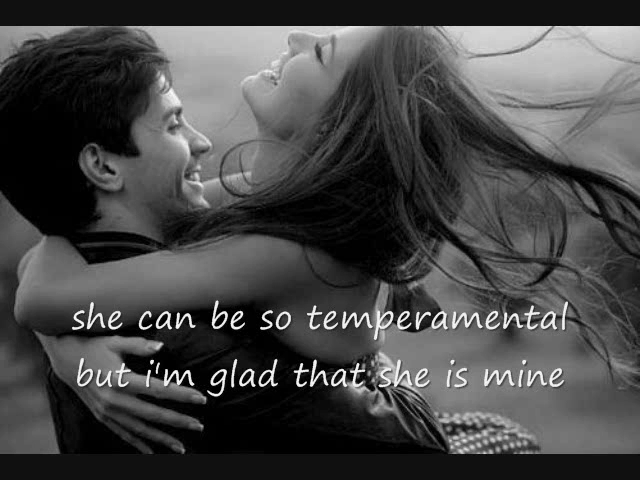 she can be so temperamental
but i'm glad that she is mine